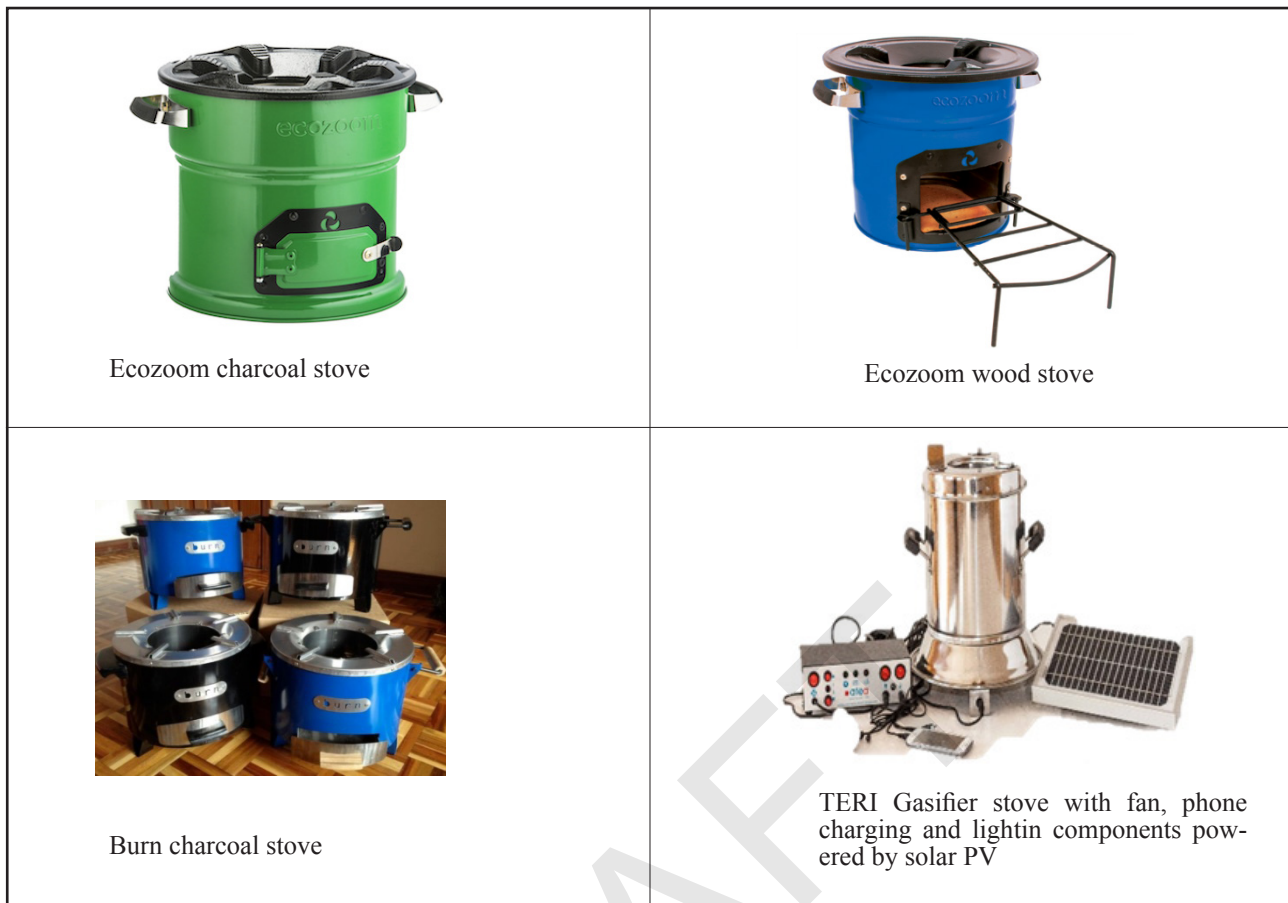 ecozoom
Ecozoom charcoal stove
ecozoom
Ecozoom wood stove
burn
burn
burn
burn
Burn charcoal stove
TERI Gasifier stove with fan, phone
charging and lightin components pow-
ered by solar PV